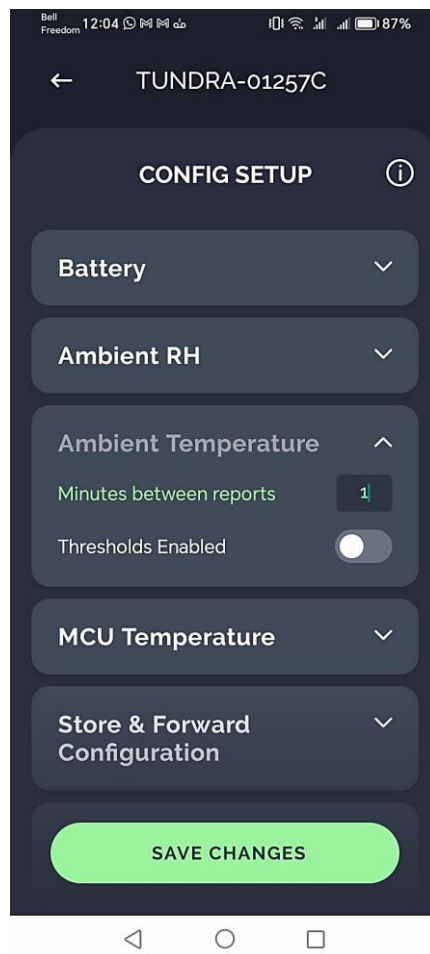 Bell
Freedom 12:04 87%
TUNDRA-01257C
CONFIG SETUP
Battery
Ambient RH
Ambient Temperature
Minutes between reports 1
Thresholds Enabled
MCU Temperature
Store & Forward
Configuration
SAVE CHANGES